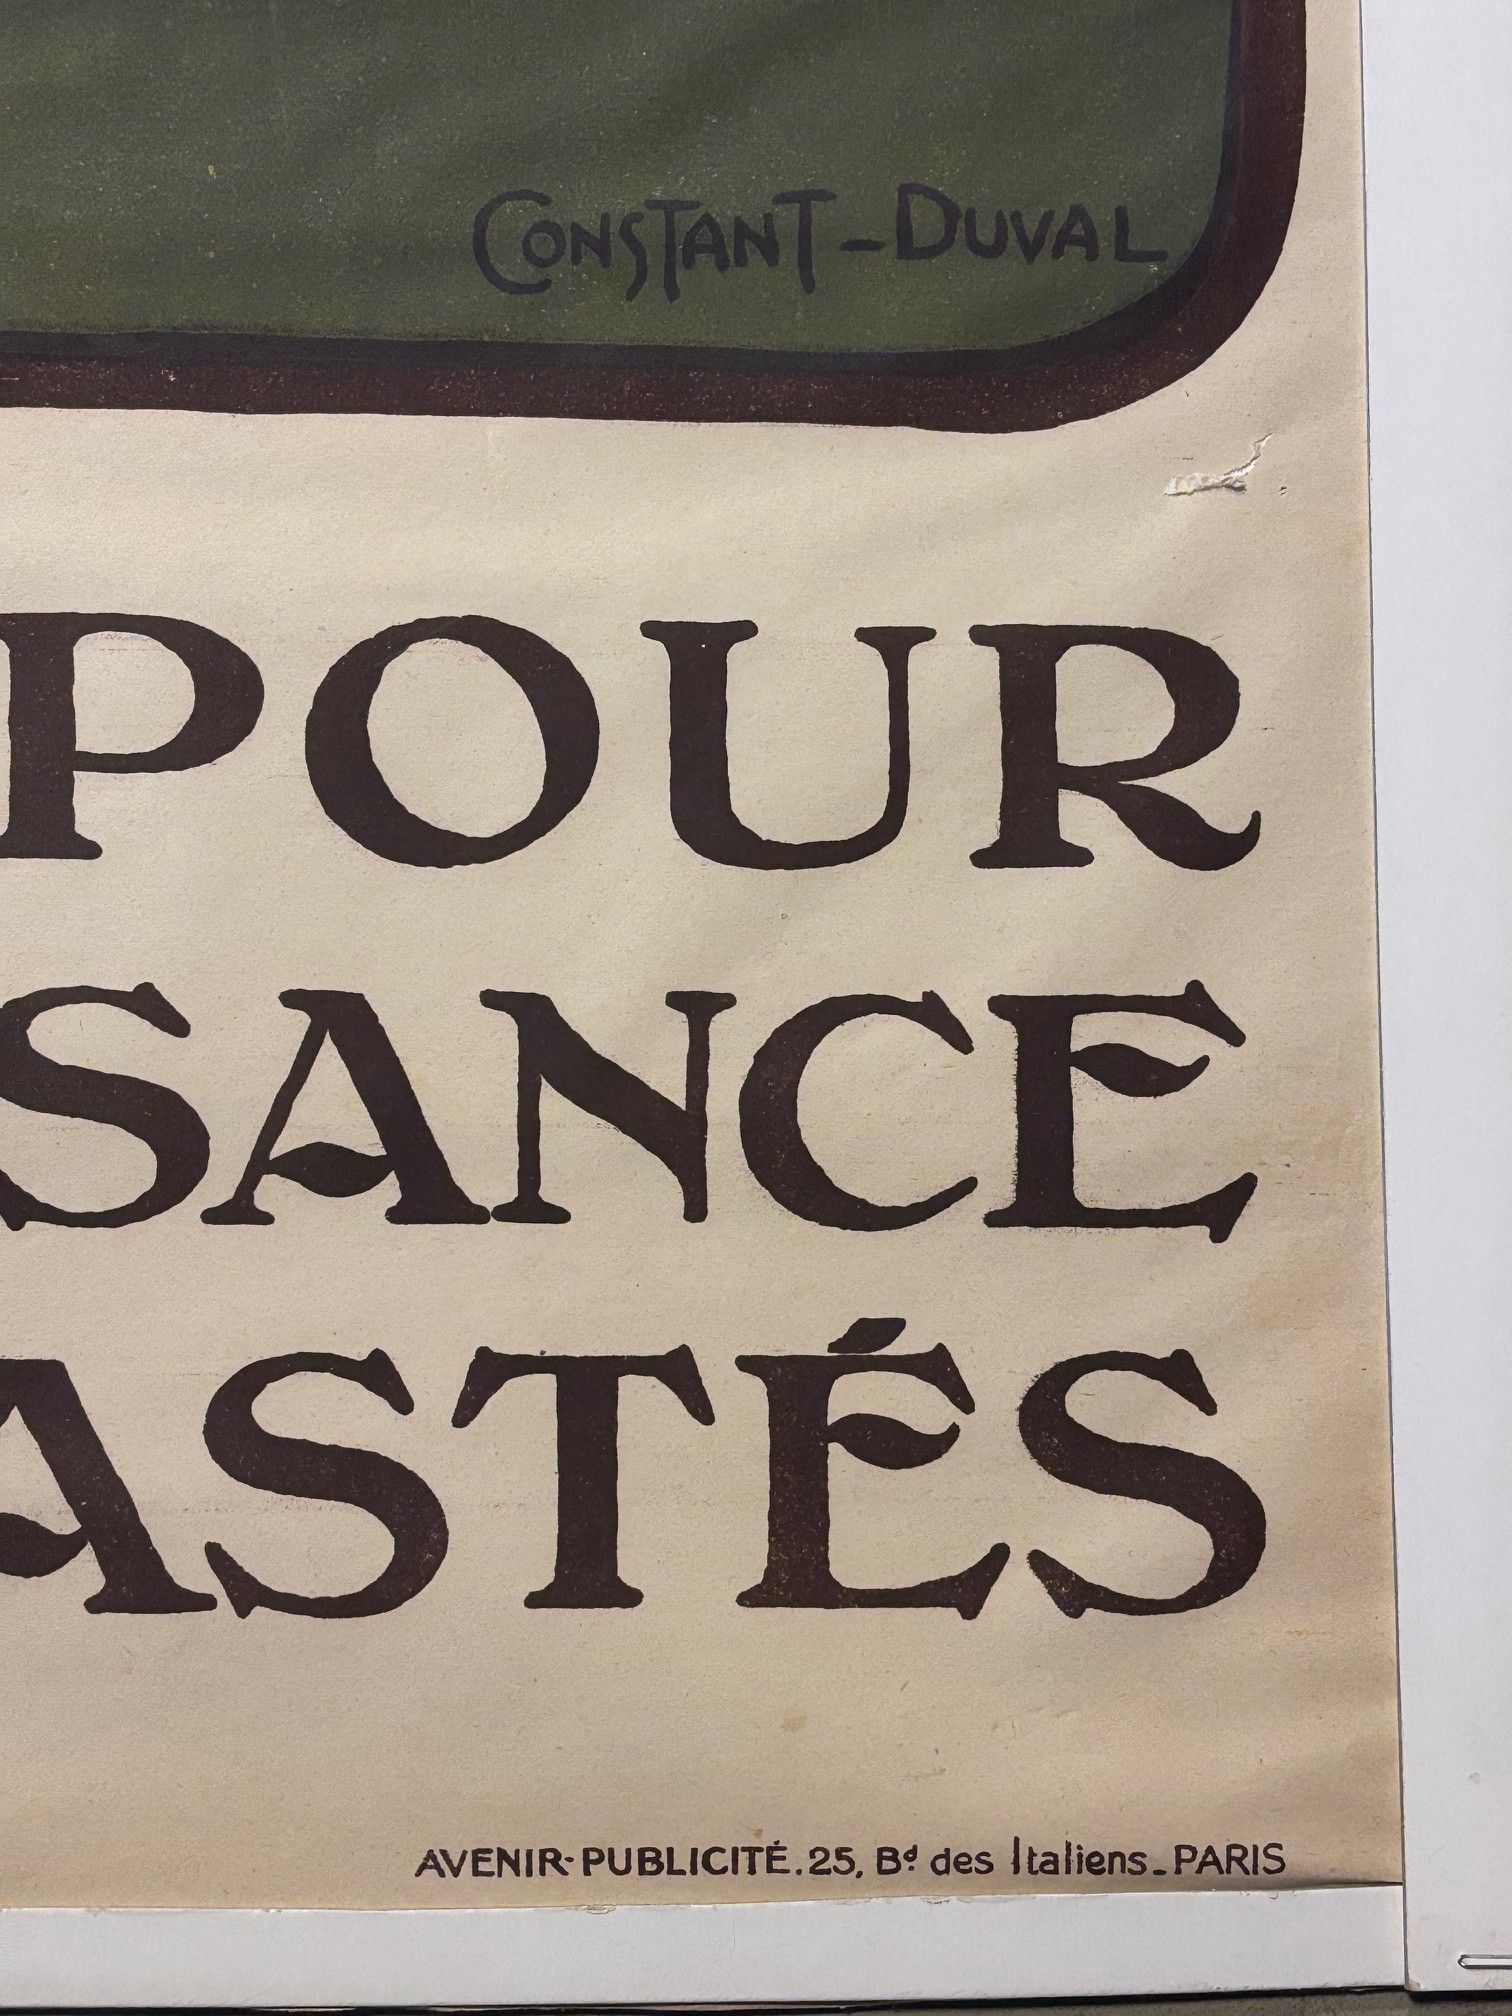 CONSTANT-DUVAL
POUR
SANCE
ASTÉS
AVENIR-PUBLICITÉ. 25, Bd des Italiens_PARIS